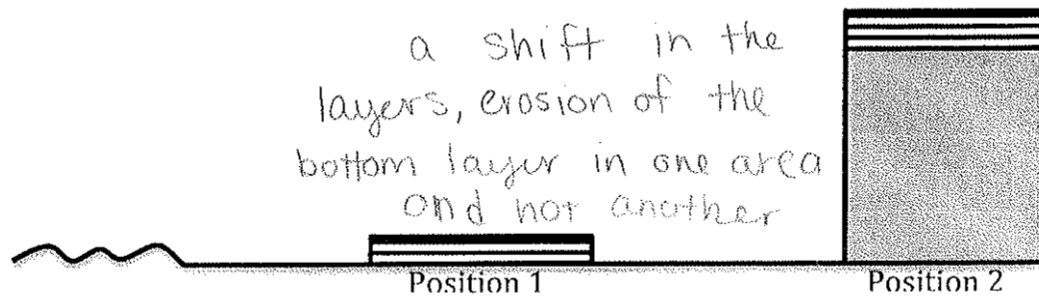 a shift in the
layers, erosion of the
bottom layer in one area
and not another
Position 1
Position 2